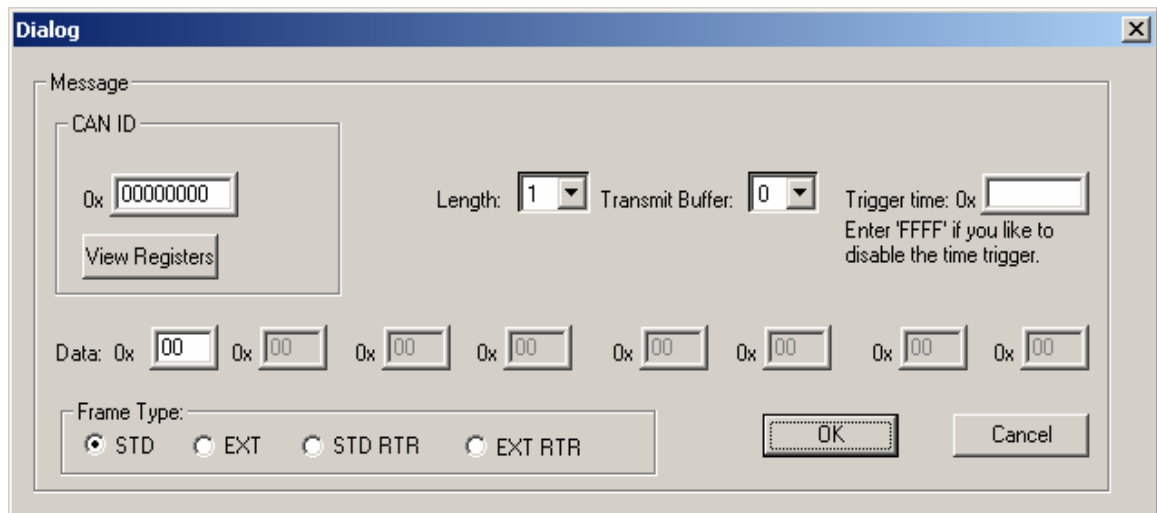 Dialog
Message
CAN ID
0x 00000000
Length: 1 Transmit Buffer: 0 Trigger time: 0x
Enter 'FFFF' if you like to
disable the time trigger.
View Registers
Data: 0x 00 0x 00 0x 00 0x 00 0x 00 0x 00 0x 00 0x 00
Frame Type:
STD EXT STD RTR EXT RTR
OK Cancel